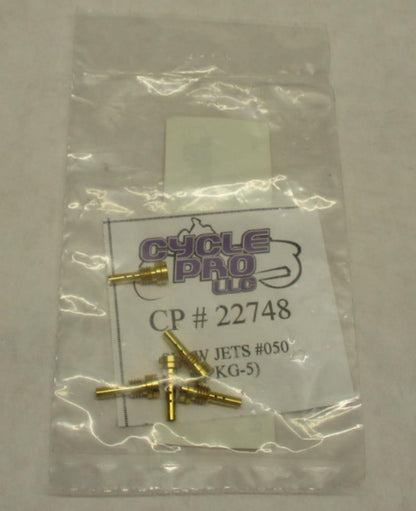 CYCLE
PRO
LLC
CP # 22748
W JETS #050
KG-5)